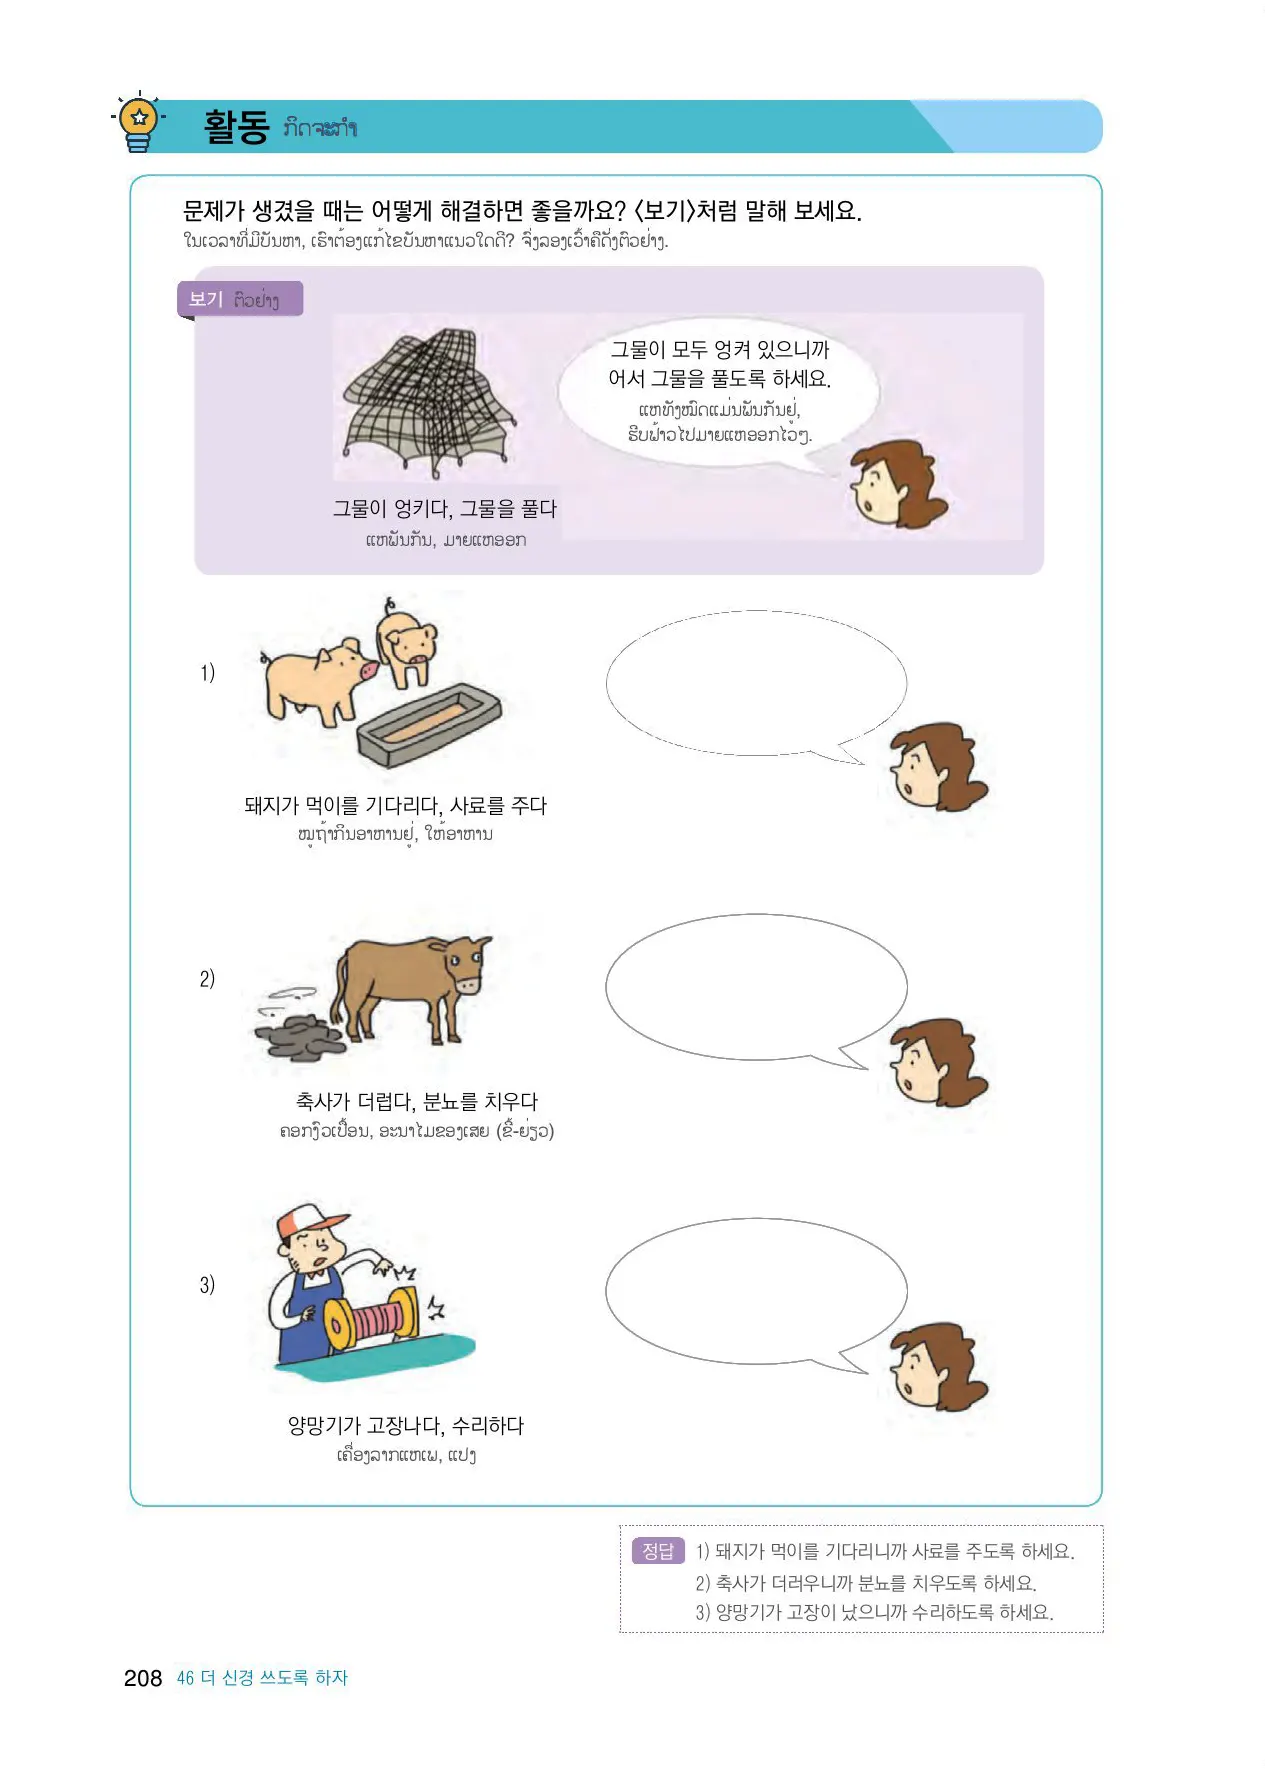 활동 ກິດຈະກຳ
문제가 생겼을 때는 어떻게 해결하면 좋을까요? 〈보기〉처럼 말해 보세요.
ໃນເວລາທີ່ມີບັນຫາ, ເຮົາຕ້ອງແກ້ໄຂບັນຫາແນວໃດດີ? ຈົ່ງລອງເວົ້າຄືດັ່ງຕົວຢ່າງ.
보기 ຕົວຢ່າງ
그물이 모두 엉켜 있으니까
어서 그물을 풀도록 하세요.
ແຫທັງໝົດແມ່ນພັນກັນຢູ່,
ຮີບຟ້າວໄປມາຍແຫອອກໄວໆ.
그물이 엉키다, 그물을 풀다
ແຫພັນກັນ, ມາຍແຫອອກ
1)
돼지가 먹이를 기다리다, 사료를 주다
ໝູຖ້າກິນອາຫານຢູ່, ໃຫ້ອາຫານ
2)
축사가 더럽다, 분뇨를 치우다
ຄອກງົວເປື້ອນ, ອະນາໄມຂອງເສຍ (ຂີ້-ຍ່ຽວ)
3)
양망기가 고장나다, 수리하다
ເຄື່ອງລາກແຫເພ, ແປງ
정답 1) 돼지가 먹이를 기다리니까 사료를 주도록 하세요.
2) 축사가 더러우니까 분뇨를 치우도록 하세요.
3) 양망기가 고장이 났으니까 수리하도록 하세요.
208 46 더 신경 쓰도록 하자